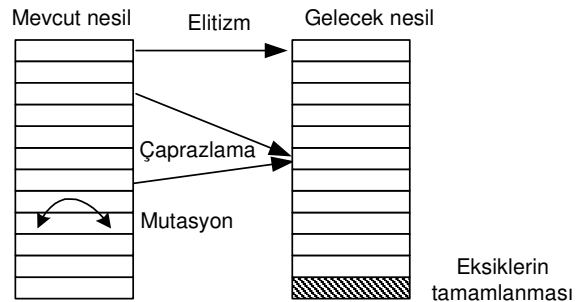 Mevcut nesil
Elitizm
Gelecek nesil
Çaprazlama
Mutasyon
Eksiklerin
tamamlanması